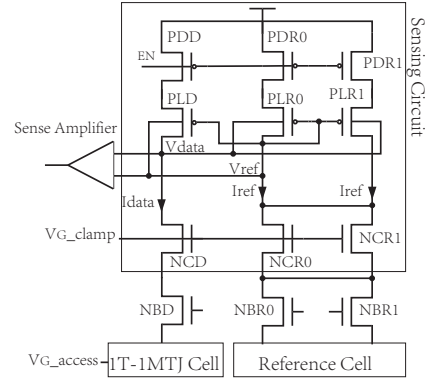 PDD
PDR0
PDR1
EN
PLD
PLR0
PLR1
Sensing Circuit
Sense Amplifier
Vdata
Vref
Idata
Iref
Iref
VG_clamp
NCD
NCR0
NCR1
NBD
NBR0
NBR1
VG_access
1T-1MTJ Cell
Reference Cell